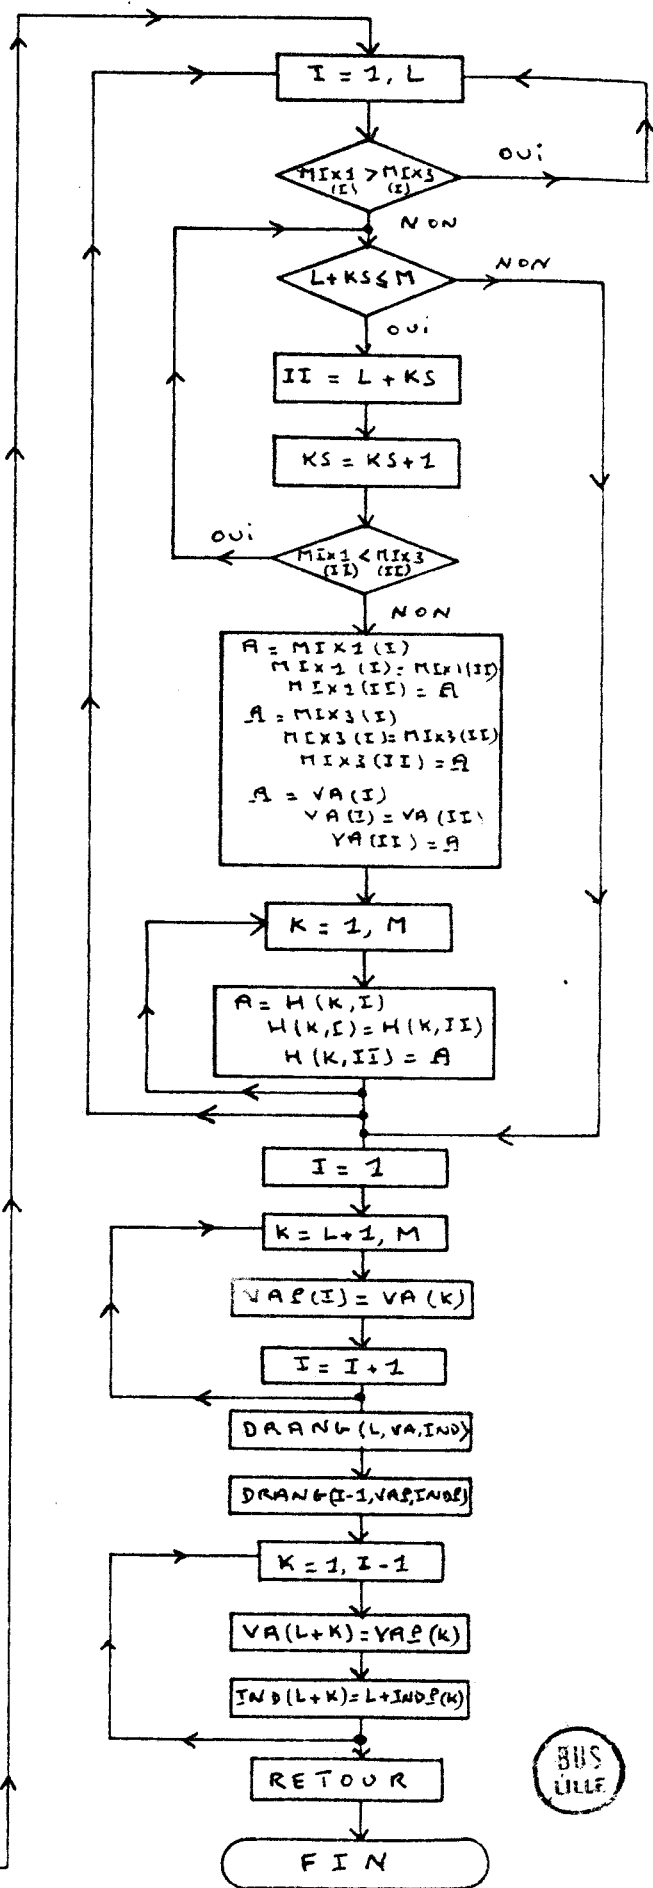 I = 1, L
MIX1 > MIX3
(I) (I)
OUI
NON
L+KS≤M
NON
OUI
II = L + KS
KS = KS+1
OUI
MIX1 < MIX3
(II) (II)
NON
A = MIX1(I)
MIX1(I)=MIX1(II)
MIX1(II) = A
A = MIX3(I)
MIX3(I)=MIX3(II)
MIX3(II) = A
A = VA(I)
VA(I) = VA(II)
VA(II) = A
K = 1, M
A = H(K,I)
H(K,I)=H(K,II)
H(K,II) = A
I = 1
K = L+1, M
VAP(I) = VA(K)
I = I+1
DRANG(L,VA,IND)
DRANG(I-1,VAP,INDP)
K = 1, I-1
VA(L+K)=VAP(K)
IND(L+K)=L+INDP(K)
RETOUR
FIN
BUS
LILLE